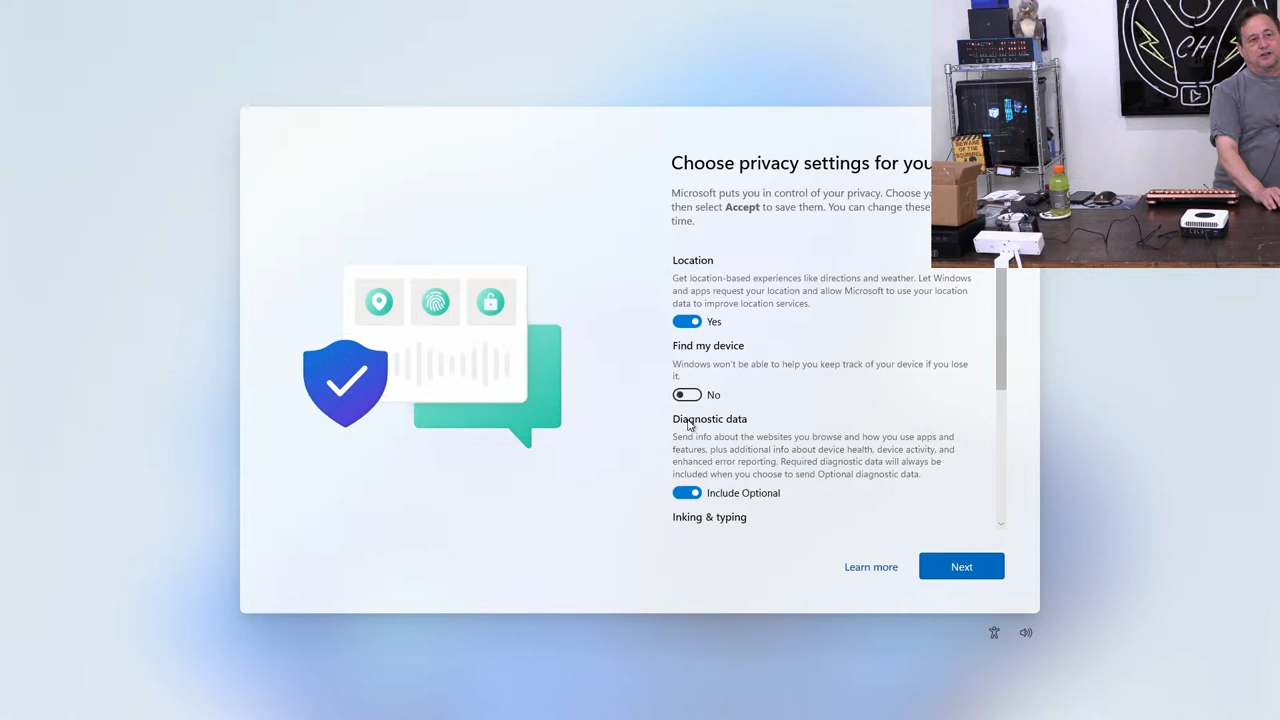 Choose privacy settings for you
Microsoft puts you in control of your privacy. Choose yo
then select Accept to save them. You can change these
time.
Location
Get location-based experiences like directions and weather. Let Windows
and apps request your location and allow Microsoft to use your location
data to improve location services.
Yes
Find my device
Windows won't be able to help you keep track of your device if you lose
it.
No
Diagnostic data
Send info about the websites you browse and how you use apps and
features, plus additional info about device health, device activity, and
enhanced error reporting. Required diagnostic data will always be
included when you choose to send Optional diagnostic data.
Include Optional
Inking & typing
Learn more
Next
CH
BEWARE
OF THE
SQUIRREL